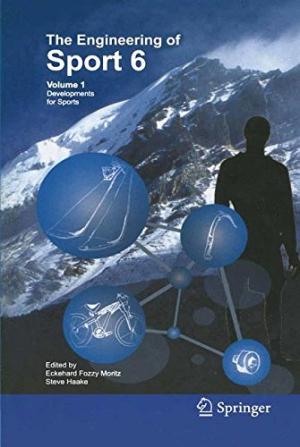 The Engineering of
Sport 6
Volume 1
Developments
for Sports
Edited by
Eckehard Fozzy Moritz
Steve Haake
Springer